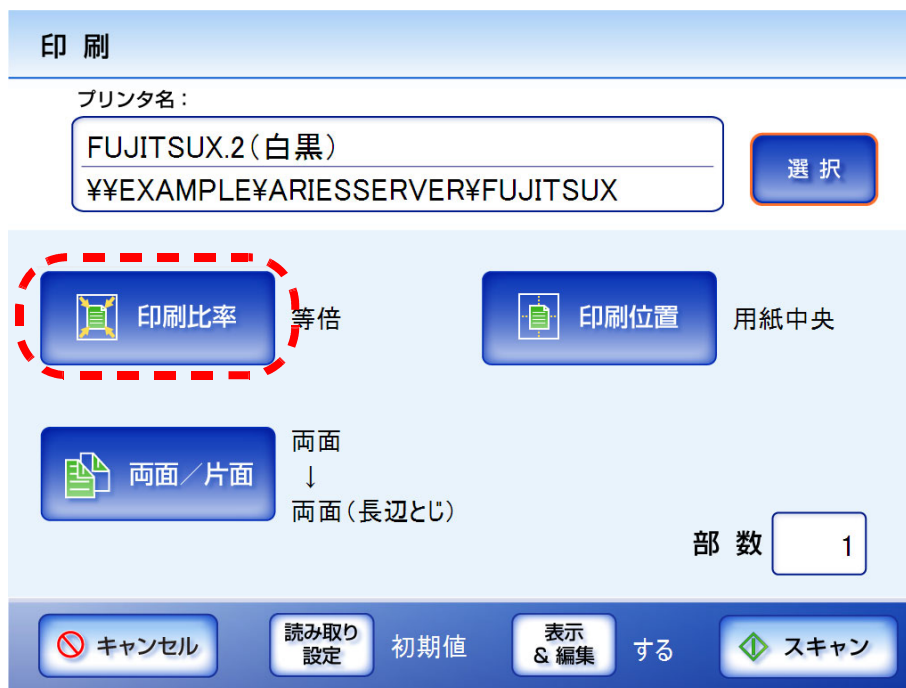 印 刷
プリンタ名：
FUJITSUX.2（白黒）
¥¥EXAMPLE¥ARIESSERVER¥FUJITSUX
選 択
印刷比率
等倍
印刷位置
用紙中央
両面／片面
両面
↓
両面（長辺とじ）
部 数
1
キャンセル
読み取り
設定
初期値
表示
& 編集
する
スキャン